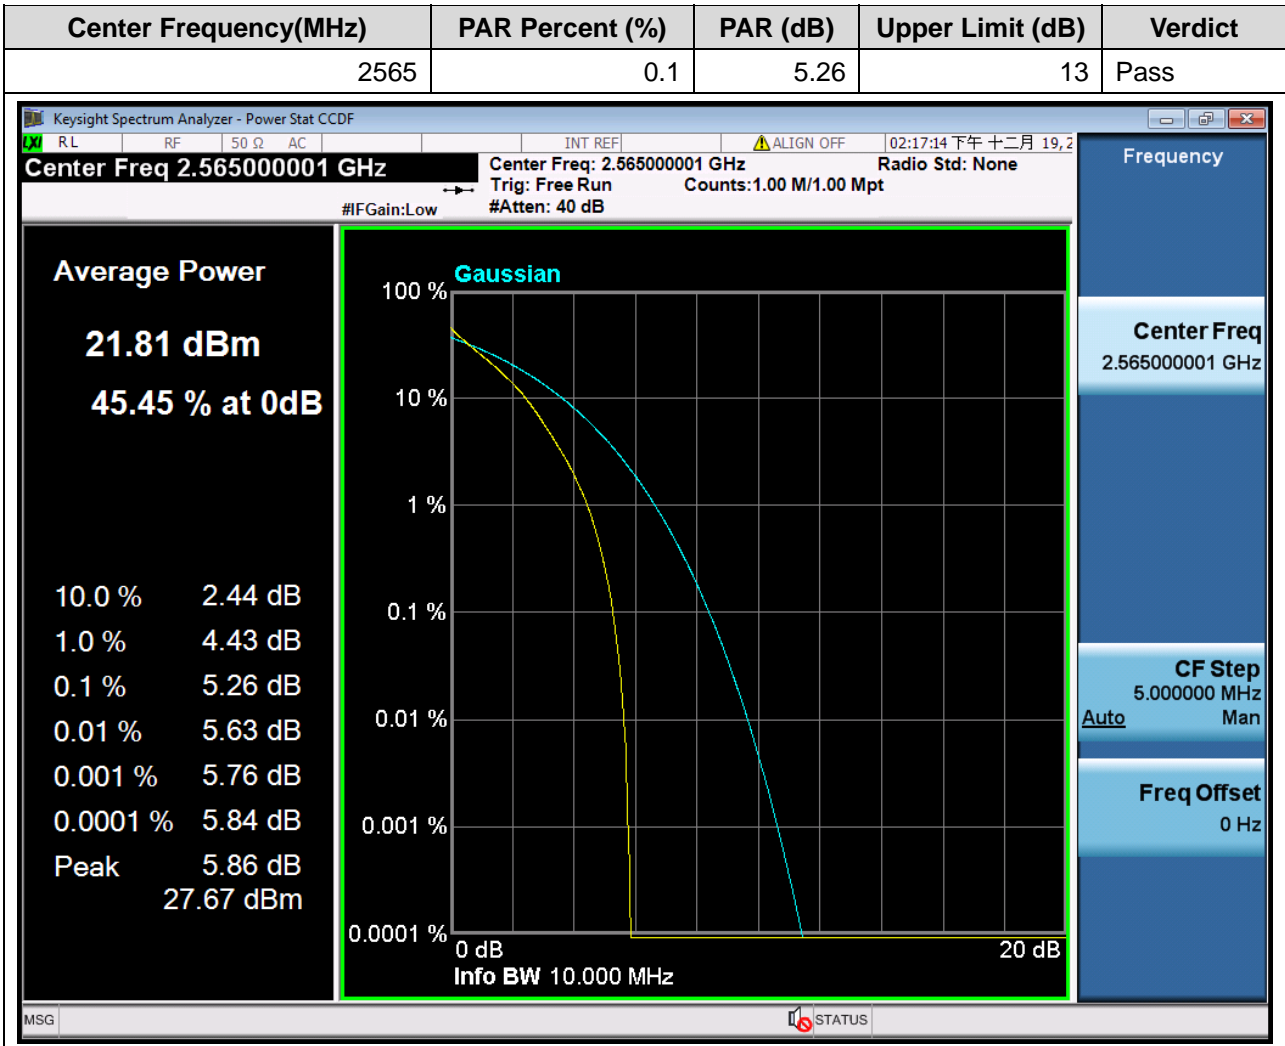 Center Frequency(MHz) PAR Percent (%) PAR (dB) Upper Limit (dB) Verdict
2565 0.1 5.26 13 Pass
Keysight Spectrum Analyzer - Power Stat CCDF
LXI RL RF 50 Ω AC INT REF ⚠ALIGN OFF 02:17:14 下午 十二月 19, 2
Center Freq 2.565000001 GHz
Center Freq: 2.565000001 GHz Radio Std: None
Trig: Free Run Counts:1.00 M/1.00 Mpt
#IFGain:Low #Atten: 40 dB
Average Power
21.81 dBm
45.45 % at 0dB
10.0 % 2.44 dB
1.0 % 4.43 dB
0.1 % 5.26 dB
0.01 % 5.63 dB
0.001 % 5.76 dB
0.0001 % 5.84 dB
Peak 5.86 dB
27.67 dBm
Gaussian
100 %
10 %
1 %
0.1 %
0.01 %
0.001 %
0.0001 %
0 dB 20 dB
Info BW 10.000 MHz
Frequency
Center Freq
2.565000001 GHz
CF Step
5.000000 MHz
Auto Man
Freq Offset
0 Hz
MSG STATUS